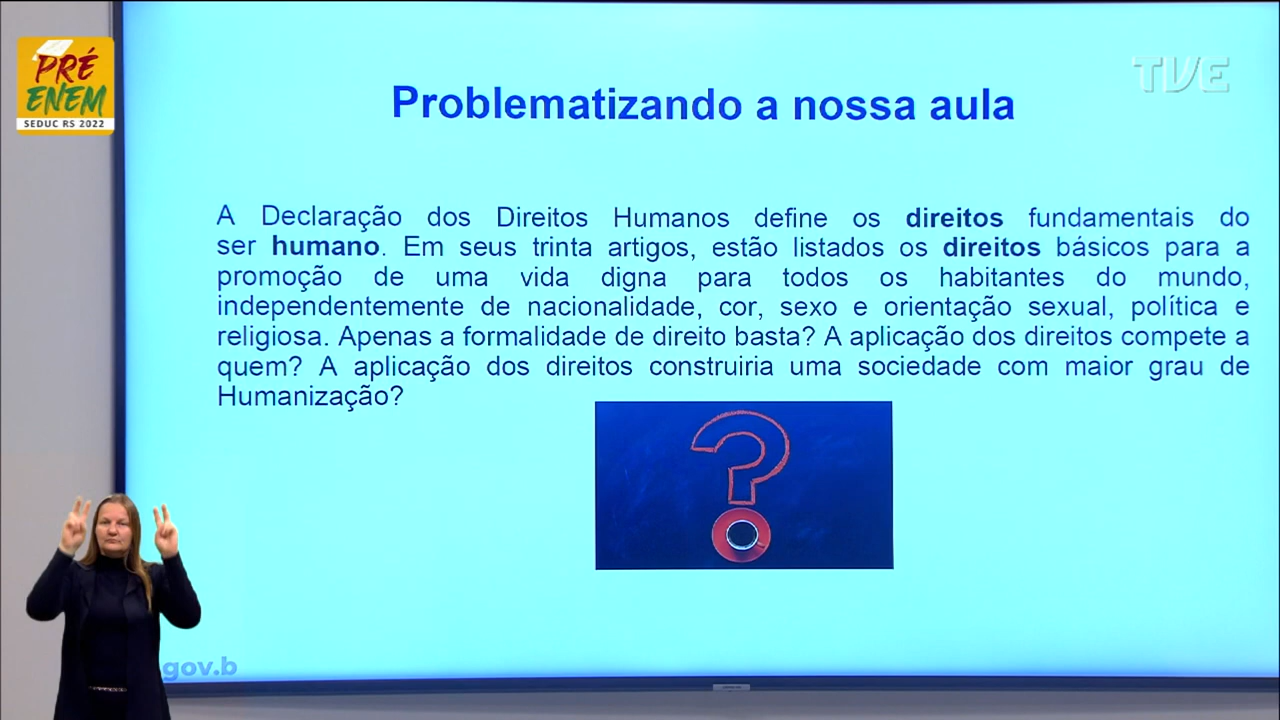 PRÉ
ENEM
SEDUC RS 2022
TVE
Problematizando a nossa aula
A Declaração dos Direitos Humanos define os direitos fundamentais do
ser humano. Em seus trinta artigos, estão listados os direitos básicos para a
promoção de uma vida digna para todos os habitantes do mundo,
independentemente de nacionalidade, cor, sexo e orientação sexual, política e
religiosa. Apenas a formalidade de direito basta? A aplicação dos direitos compete a
quem? A aplicação dos direitos construiria uma sociedade com maior grau de
Humanização?
?
gov.b